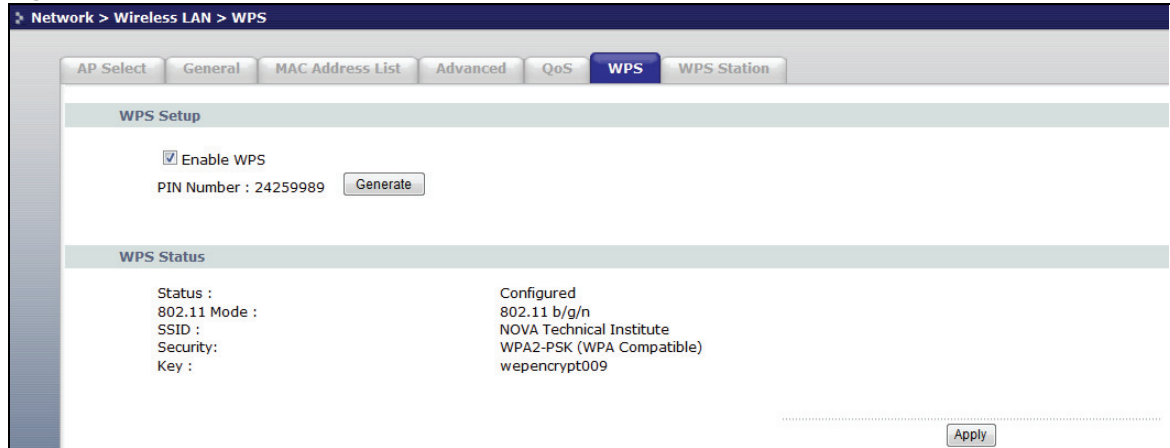 Network > Wireless LAN > WPS
AP Select General MAC Address List Advanced QoS WPS WPS Station
WPS Setup
Enable WPS
PIN Number : 24259989 Generate
WPS Status
Status : Configured
802.11 Mode : 802.11 b/g/n
SSID : NOVA Technical Institute
Security: WPA2-PSK (WPA Compatible)
Key : wepencrypt009
Apply